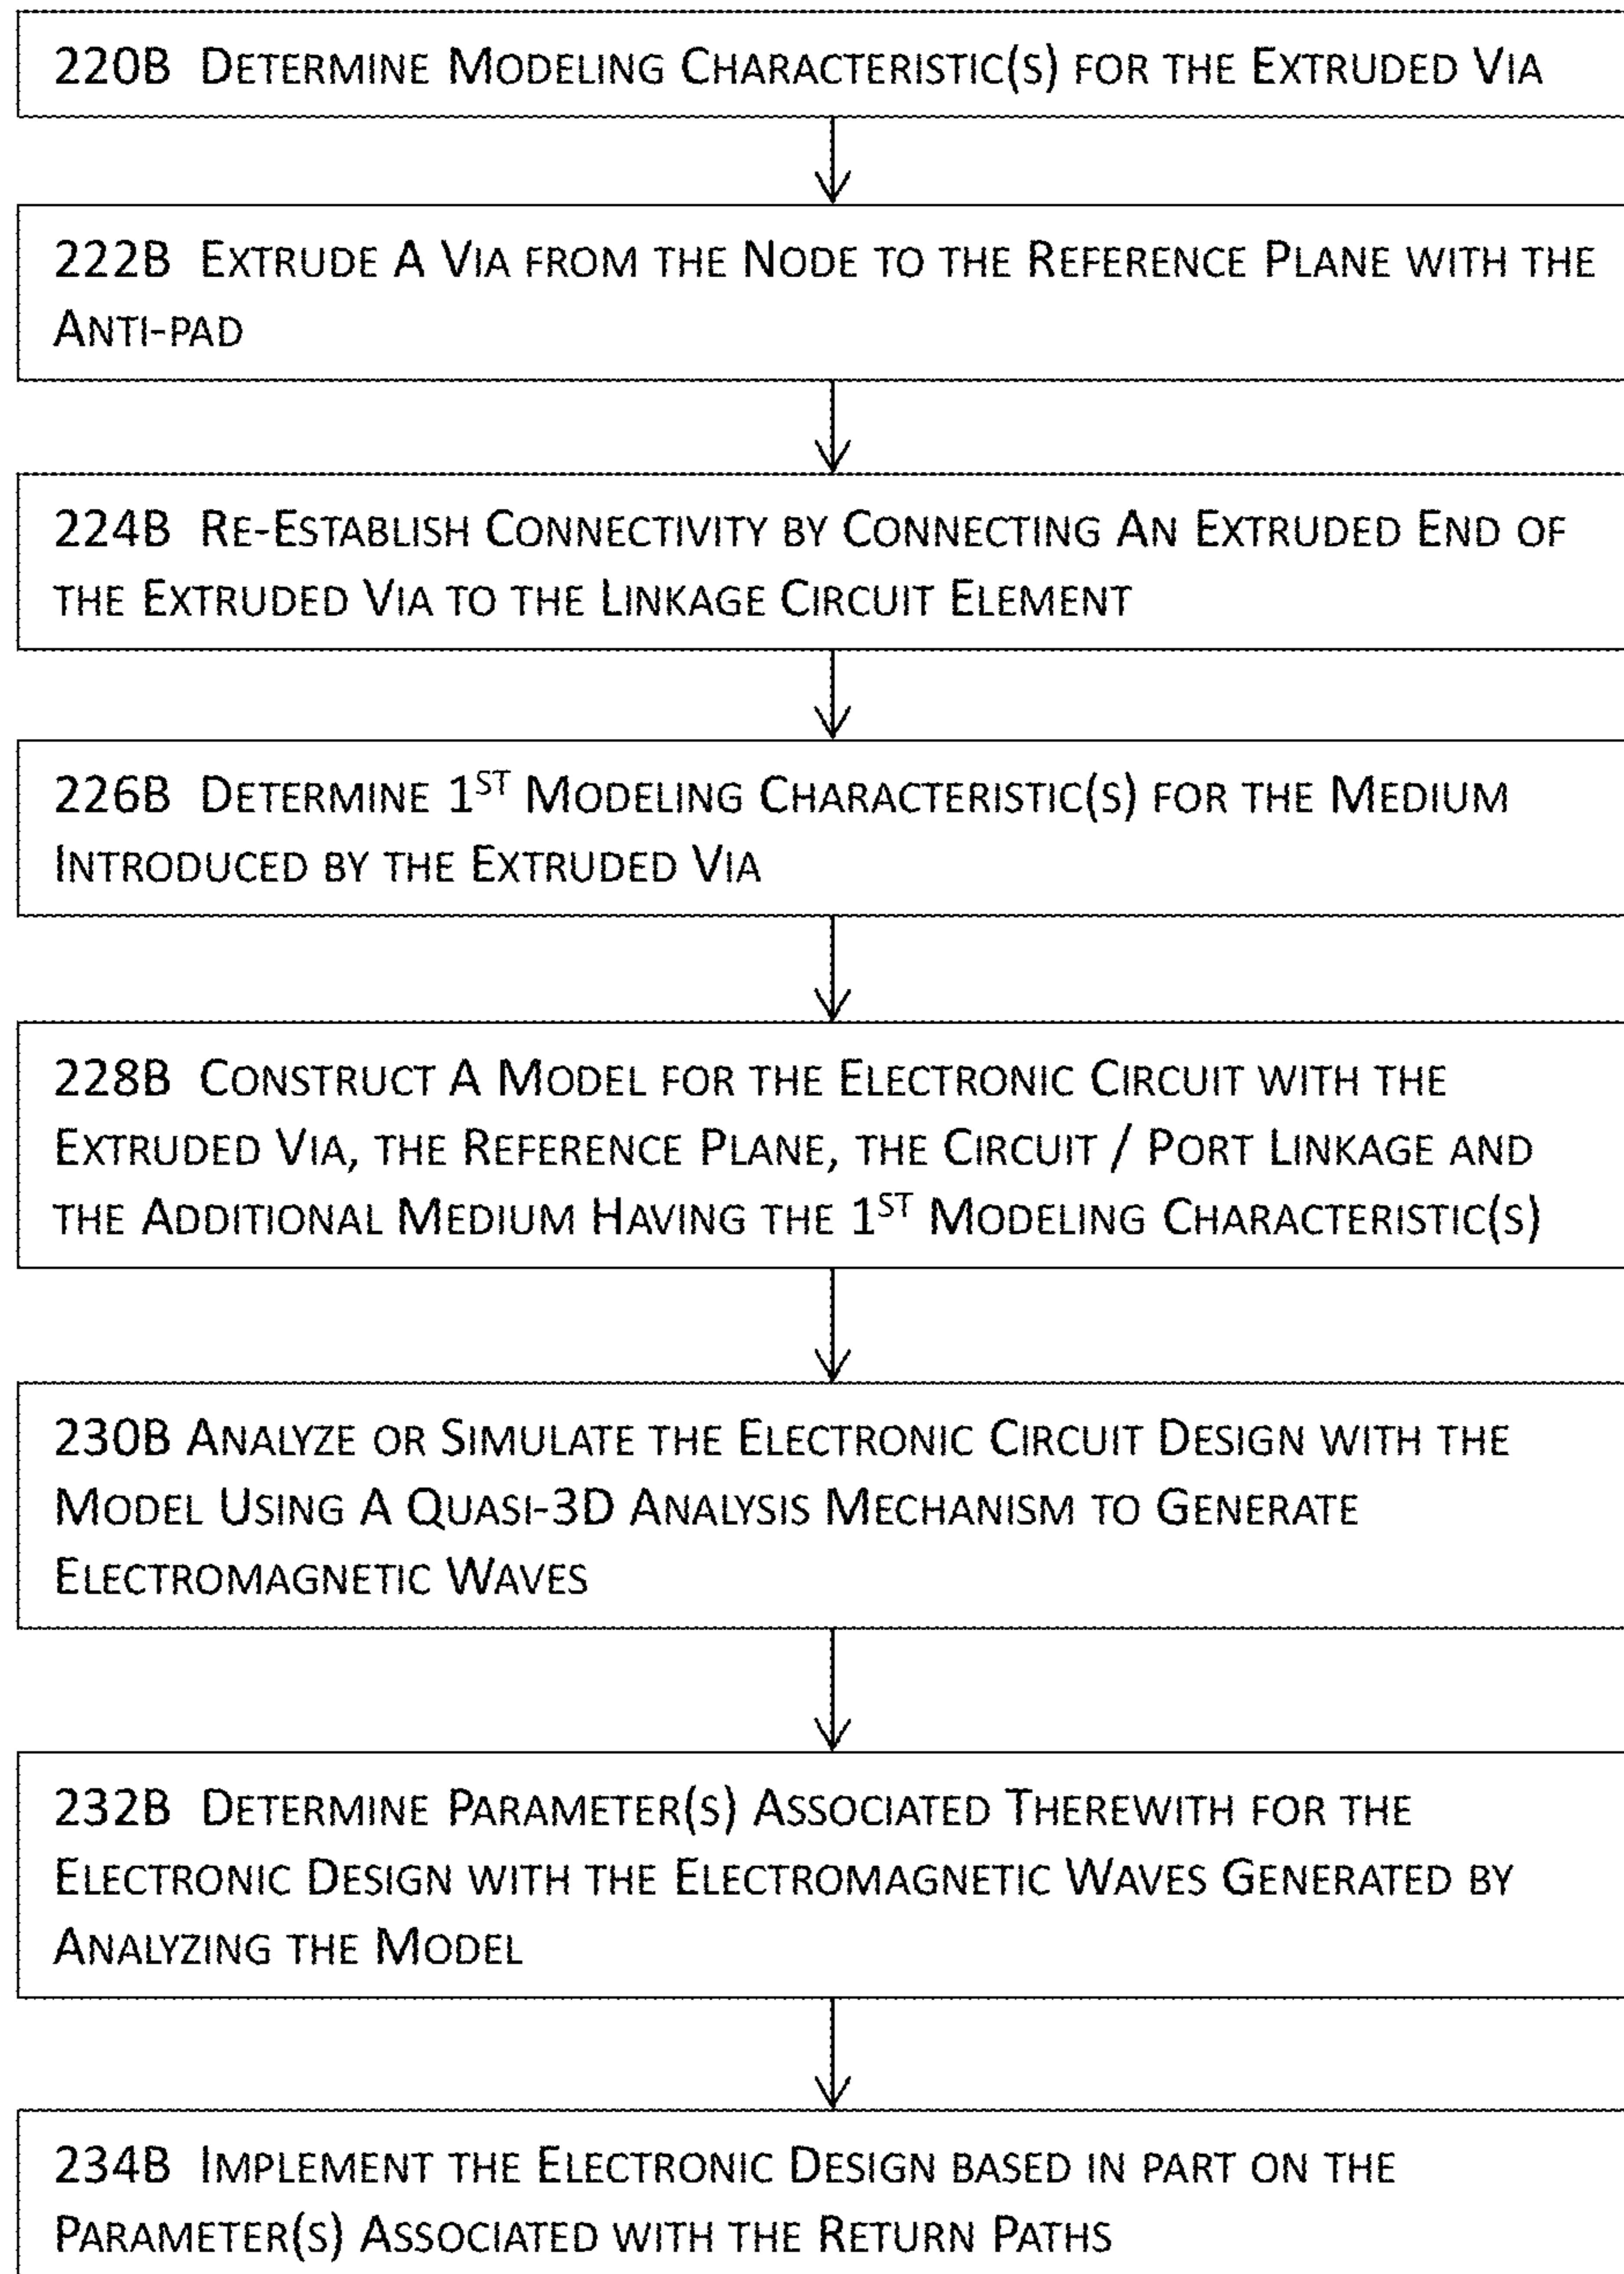 220B Determine Modeling Characteristic(s) for the Extruded Via
222B Extrude A Via from the Node to the Reference Plane with the
Anti-pad
224B Re-Establish Connectivity by Connecting An Extruded End of
the Extruded Via to the Linkage Circuit Element
226B Determine 1st Modeling Characteristic(s) for the Medium
Introduced by the Extruded Via
228B Construct A Model for the Electronic Circuit with the
Extruded Via, the Reference Plane, the Circuit / Port Linkage and
the Additional Medium Having the 1st Modeling Characteristic(s)
230B Analyze or Simulate the Electronic Circuit Design with the
Model Using A Quasi-3D Analysis Mechanism to Generate
Electromagnetic Waves
232B Determine Parameter(s) Associated Therewith for the
Electronic Design with the Electromagnetic Waves Generated by
Analyzing the Model
234B Implement the Electronic Design based in part on the
Parameter(s) Associated with the Return Paths